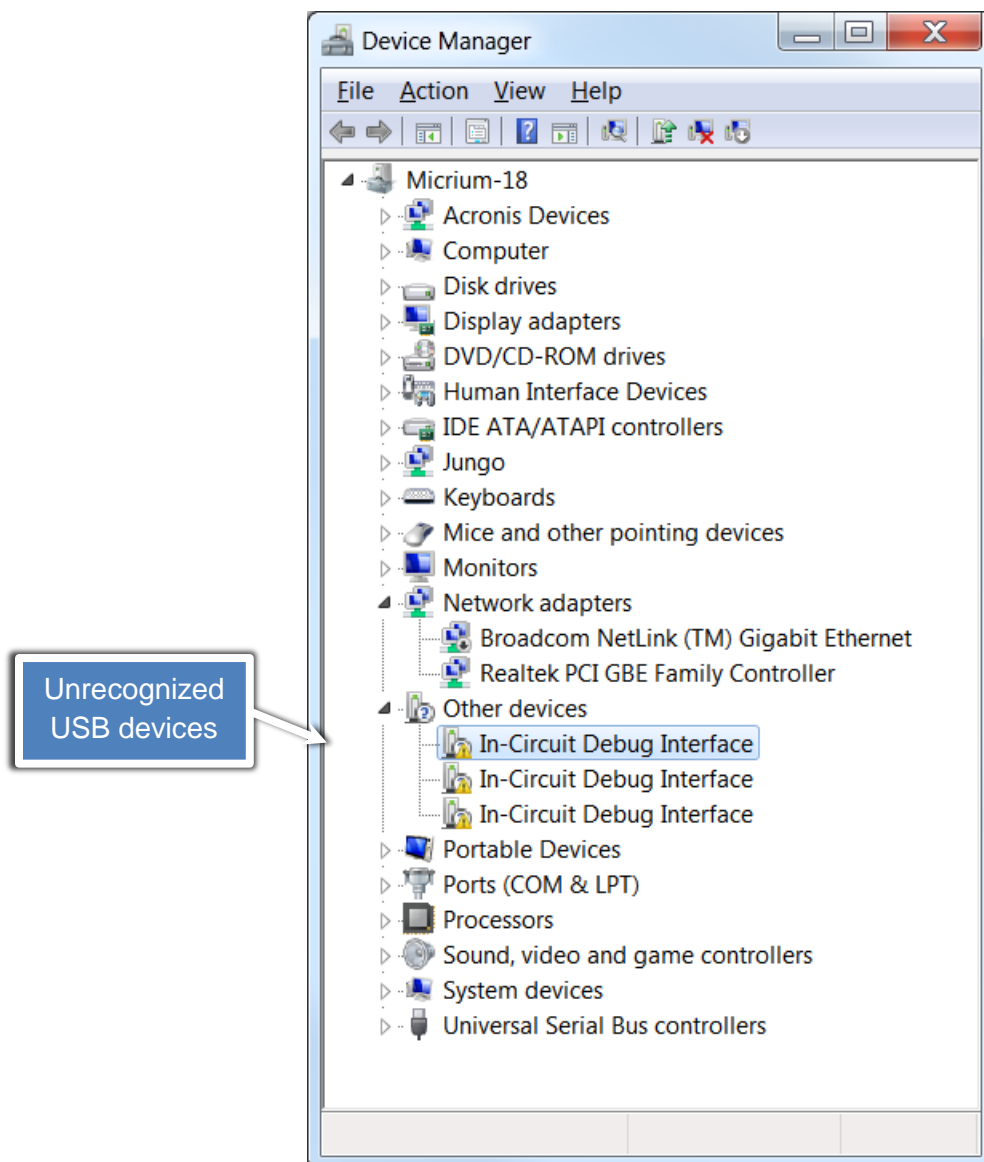 Device Manager
File Action View Help
Micrium-18
Acronis Devices
Computer
Disk drives
Display adapters
DVD/CD-ROM drives
Human Interface Devices
IDE ATA/ATAPI controllers
Jungo
Keyboards
Mice and other pointing devices
Monitors
Network adapters
Broadcom NetLink (TM) Gigabit Ethernet
Realtek PCI GBE Family Controller
Unrecognized
USB devices
Other devices
In-Circuit Debug Interface
In-Circuit Debug Interface
In-Circuit Debug Interface
Portable Devices
Ports (COM & LPT)
Processors
Sound, video and game controllers
System devices
Universal Serial Bus controllers